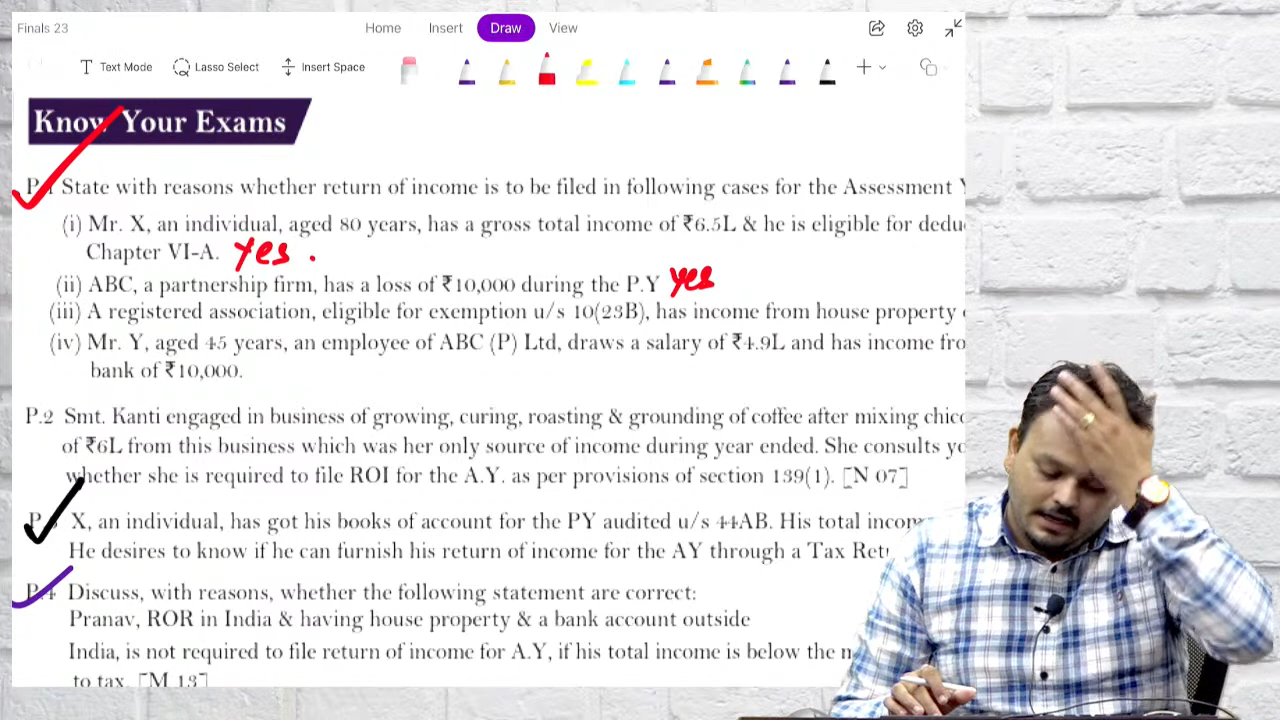 Finals 23
Home Insert Draw View
Text Mode Lasso Select Insert Space
Know Your Exams
State with reasons whether return of income is to be filed in following cases for the Assessment
(i) Mr. X, an individual, aged 80 years, has a gross total income of ₹6.5L & he is eligible for
Chapter VI-A. Yes.
(ii) ABC, a partnership firm, has a loss of ₹10,000 during the P.Y yes
(iii) A registered association, eligible for exemption u/s 10(23B), has income from house property
(iv) Mr. Y, aged 45 years, an employee of ABC (P) Ltd, draws a salary of ₹4.9L and has income
bank of ₹10,000.
P.2 Smt. Kanti engaged in business of growing, curing, roasting & grounding of coffee after mixing
of ₹6L from this business which was her only source of income during year ended. She consults
whether she is required to file ROI for the A.Y. as per provisions of section 139(1). [N 07]
X, an individual, has got his books of account for the PY audited u/s 44AB. His total
He desires to know if he can furnish his return of income for the AY through a Tax
P.4 Discuss, with reasons, whether the following statement are correct:
Pranav, ROR in India & having house property & a bank account outside
India, is not required to file return of income for A.Y, if his total income is below the
to tax. [M 13]